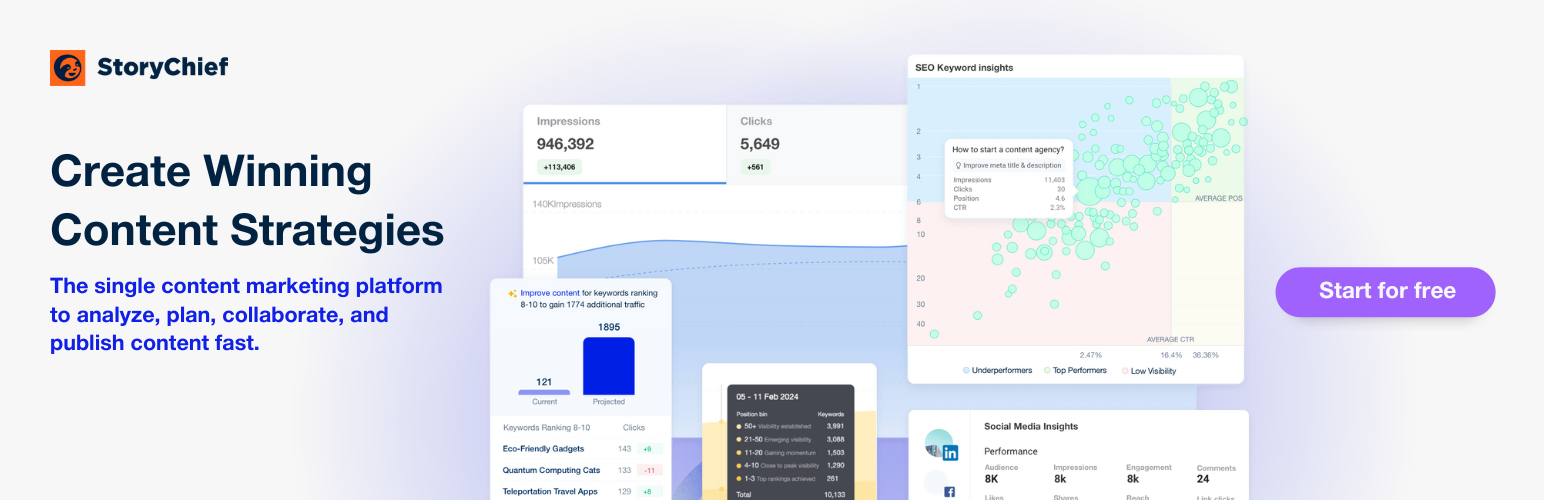 StoryChief
Create Winning
Content Strategies
The single content marketing platform
to analyze, plan, collaborate, and
publish content fast.
Impressions
946,392
+113,406
Clicks
5,649
+561
140KImpressions
105K
Improve content for keywords ranking
8-10 to gain 1774 additional traffic
121
1895
Current
Projected
Keywords Ranking 8-10 Clicks
Eco-Friendly Gadgets 143 +9
Quantum Computing Cats 133 -11
Teleportation Travel Apps 129 +8
05 - 11 Feb 2024
Position bin Keywords
50+ Visibility established 3,991
21-50 Emerging visibility 3,088
11-20 Gaining momentum 1,503
4-10 Close to peak visibility 1,290
1-3 Top rankings achieved 261
Total 10,133
SEO Keyword insights
1
2
3
4
6
8
10
20
30
40
How to start a content agency?
Improve meta title & description
Impressions 11,403
Clicks 30
Position 4.6
CTR 2.3%
AVERAGE POS
AVERAGE CTR
2.47% 16.4% 36.36%
Underperformers Top Performers Low Visibility
Social Media Insights
Performance
Audience Impressions Engagement Comments
8K 8k 8k 24
Likes Shares Reach Link clicks
in
f
Start for free